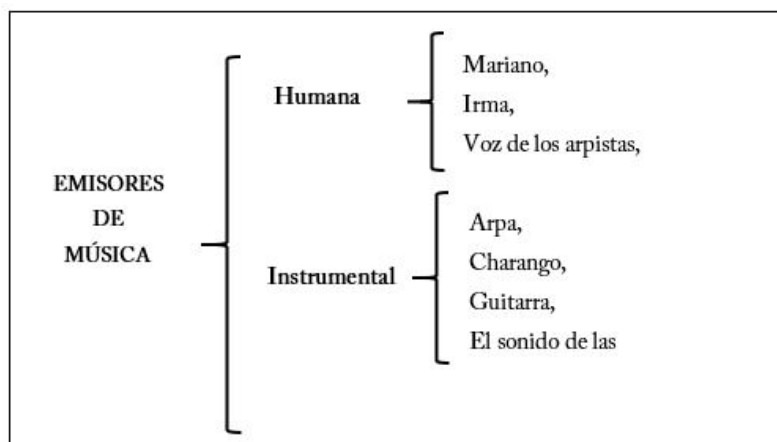 EMISORES
DE
MÚSICA
Humana
Mariano,
Irma,
Voz de los arpistas,
Instrumental
Arpa,
Charango,
Guitarra,
El sonido de las